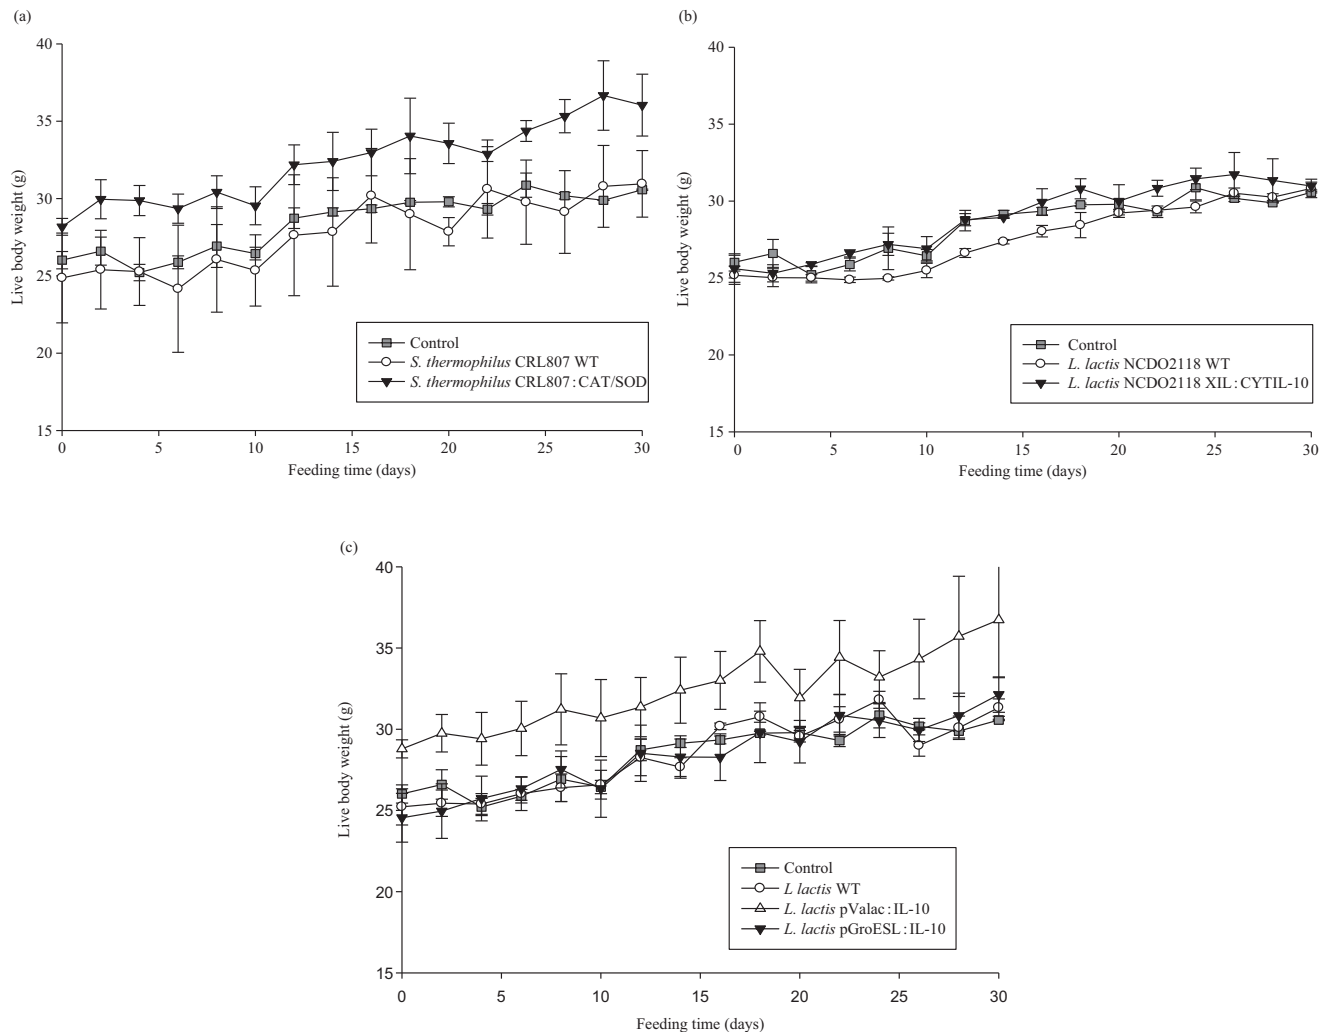 (a)
40
35
30
25
20
15
Live body weight (g)
0 5 10 15 20 25 30
Feeding time (days)
Control
S. thermophilus CRL807 WT
S. thermophilus CRL807:CAT/SOD
(b)
40
35
30
25
20
15
Live body weight (g)
0 5 10 15 20 25 30
Feeding time (days)
Control
L. lactis NCDO2118 WT
L. lactis NCDO2118 XIL:CYTIL-10
(c)
40
35
30
25
20
15
Live body weight (g)
0 5 10 15 20 25 30
Feeding time (days)
Control
L lactis WT
L. lactis pValac:IL-10
L. lactis pGroESL:IL-10